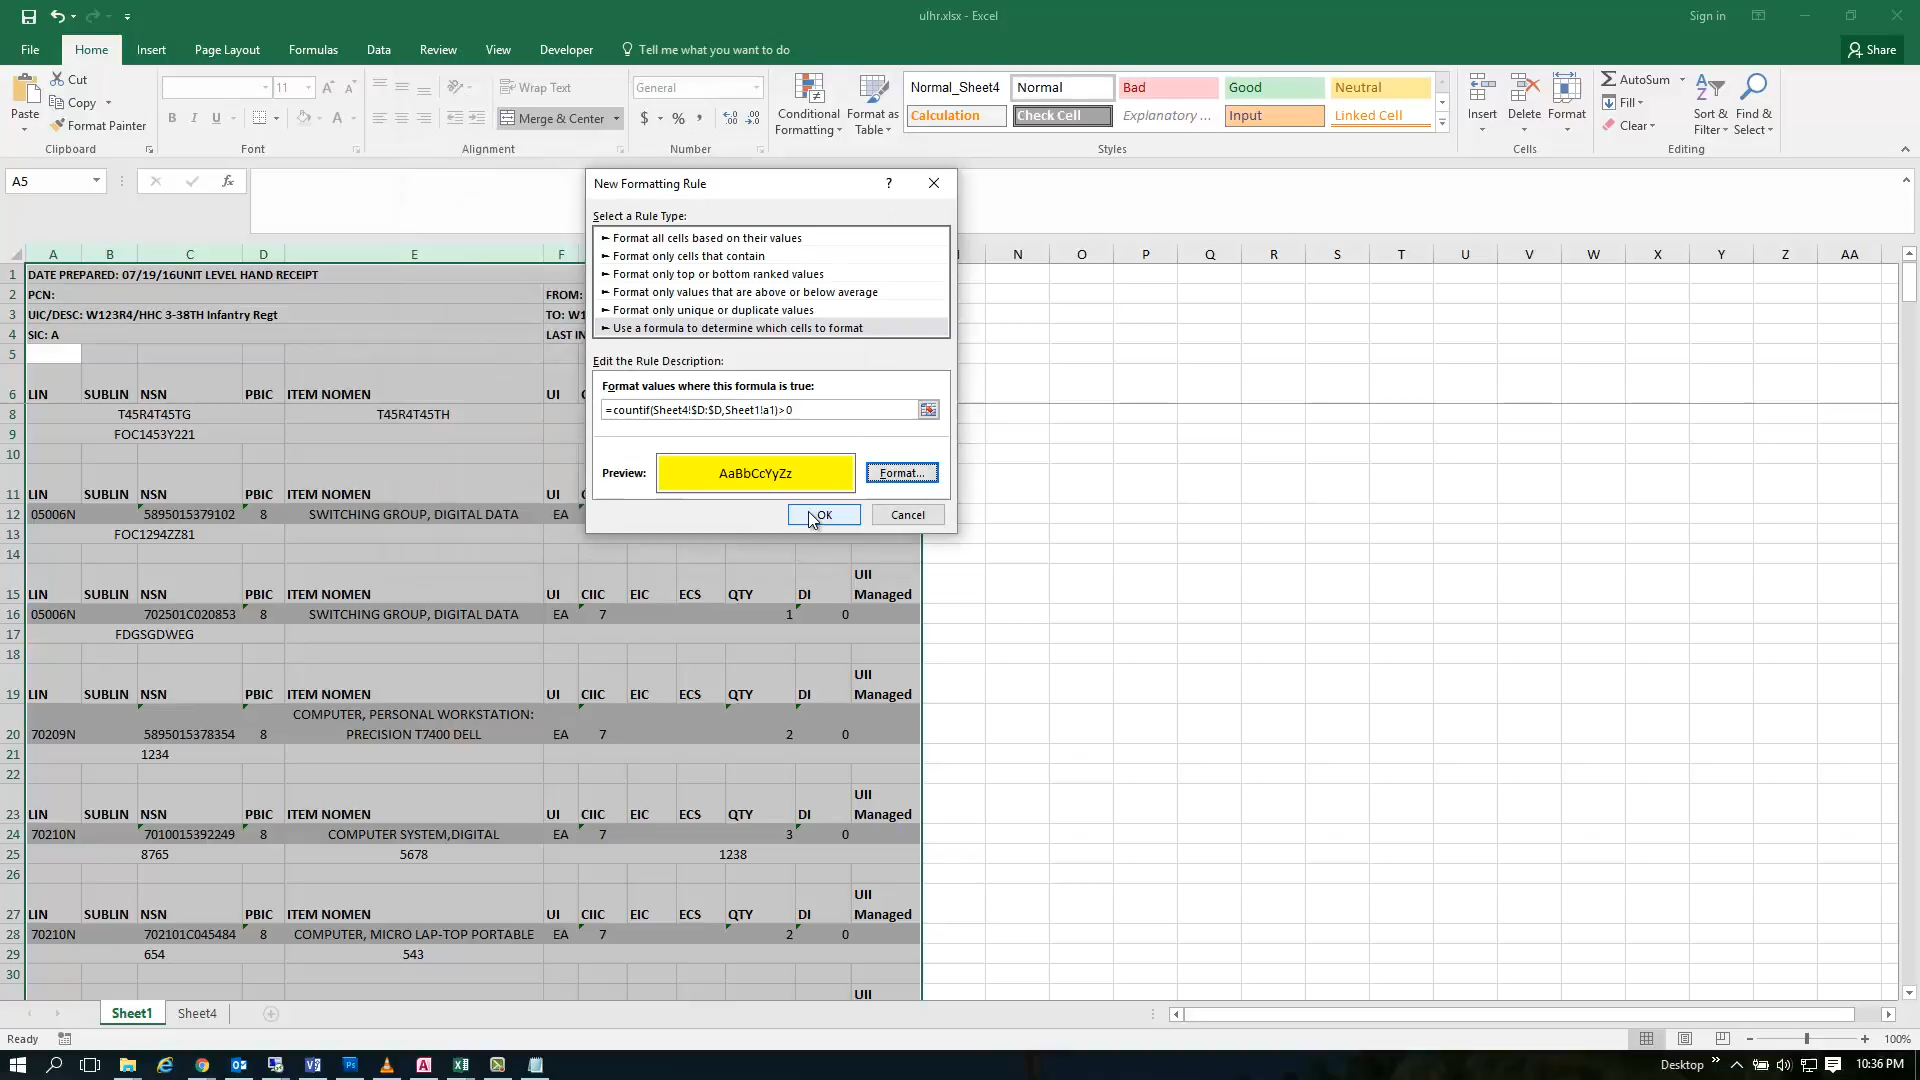 ulhr.xlsx - Excel
Sign in
File Home Insert Page Layout Formulas Data Review View Developer Tell me what you want to do Share
Paste
Cut
Copy
Format Painter
Clipboard
11
B I U
Font
Wrap Text
Merge & Center
Alignment
General
$ % ,
Number
Conditional Formatting
Format as Table
Normal_Sheet4 Normal Bad Good Neutral
Calculation Check Cell Explanatory ... Input Linked Cell
Styles
Insert Delete Format
Cells
AutoSum
Fill
Clear
Sort & Filter
Find & Select
Editing
A5
fx
New Formatting Rule
?
Select a Rule Type:
► Format all cells based on their values
► Format only cells that contain
► Format only top or bottom ranked values
► Format only values that are above or below average
► Format only unique or duplicate values
► Use a formula to determine which cells to format
Edit the Rule Description:
Format values where this formula is true:
=countif(Sheet4!$D:$D,Sheet1!a1)>0
Preview: AaBbCcYyZz Format...
OK Cancel
A B C D E F N O P Q R S T U V W X Y Z AA
1 DATE PREPARED: 07/19/16UNIT LEVEL HAND RECEIPT
2 PCN: FROM:
3 UIC/DESC: W123R4/HHC 3-38TH Infantry Regt TO: W1
4 SIC: A LAST IN
5
6 LIN SUBLIN NSN PBIC ITEM NOMEN UI C
8 T45R4T45TG T45R4T45TH
9 FOC1453Y221
10
11 LIN SUBLIN NSN PBIC ITEM NOMEN UI C
12 05006N 5895015379102 8 SWITCHING GROUP, DIGITAL DATA EA
13 FOC1294ZZ81
14
UII
15 LIN SUBLIN NSN PBIC ITEM NOMEN UI CIIC EIC ECS QTY DI Managed
16 05006N 702501C020853 8 SWITCHING GROUP, DIGITAL DATA EA 7 1 0
17 FDGSGDWEG
18
UII
19 LIN SUBLIN NSN PBIC ITEM NOMEN UI CIIC EIC ECS QTY DI Managed
COMPUTER, PERSONAL WORKSTATION:
20 70209N 5895015378354 8 PRECISION T7400 DELL EA 7 2 0
21 1234
22
UII
23 LIN SUBLIN NSN PBIC ITEM NOMEN UI CIIC EIC ECS QTY DI Managed
24 70210N 7010015392249 8 COMPUTER SYSTEM,DIGITAL EA 7 3 0
25 8765 5678 1238
26
UII
27 LIN SUBLIN NSN PBIC ITEM NOMEN UI CIIC EIC ECS QTY DI Managed
28 70210N 702101C045484 8 COMPUTER, MICRO LAP-TOP PORTABLE EA 7 2 0
29 654 543
30
UII
Sheet1 Sheet4
Ready
100%
Desktop
10:36 PM